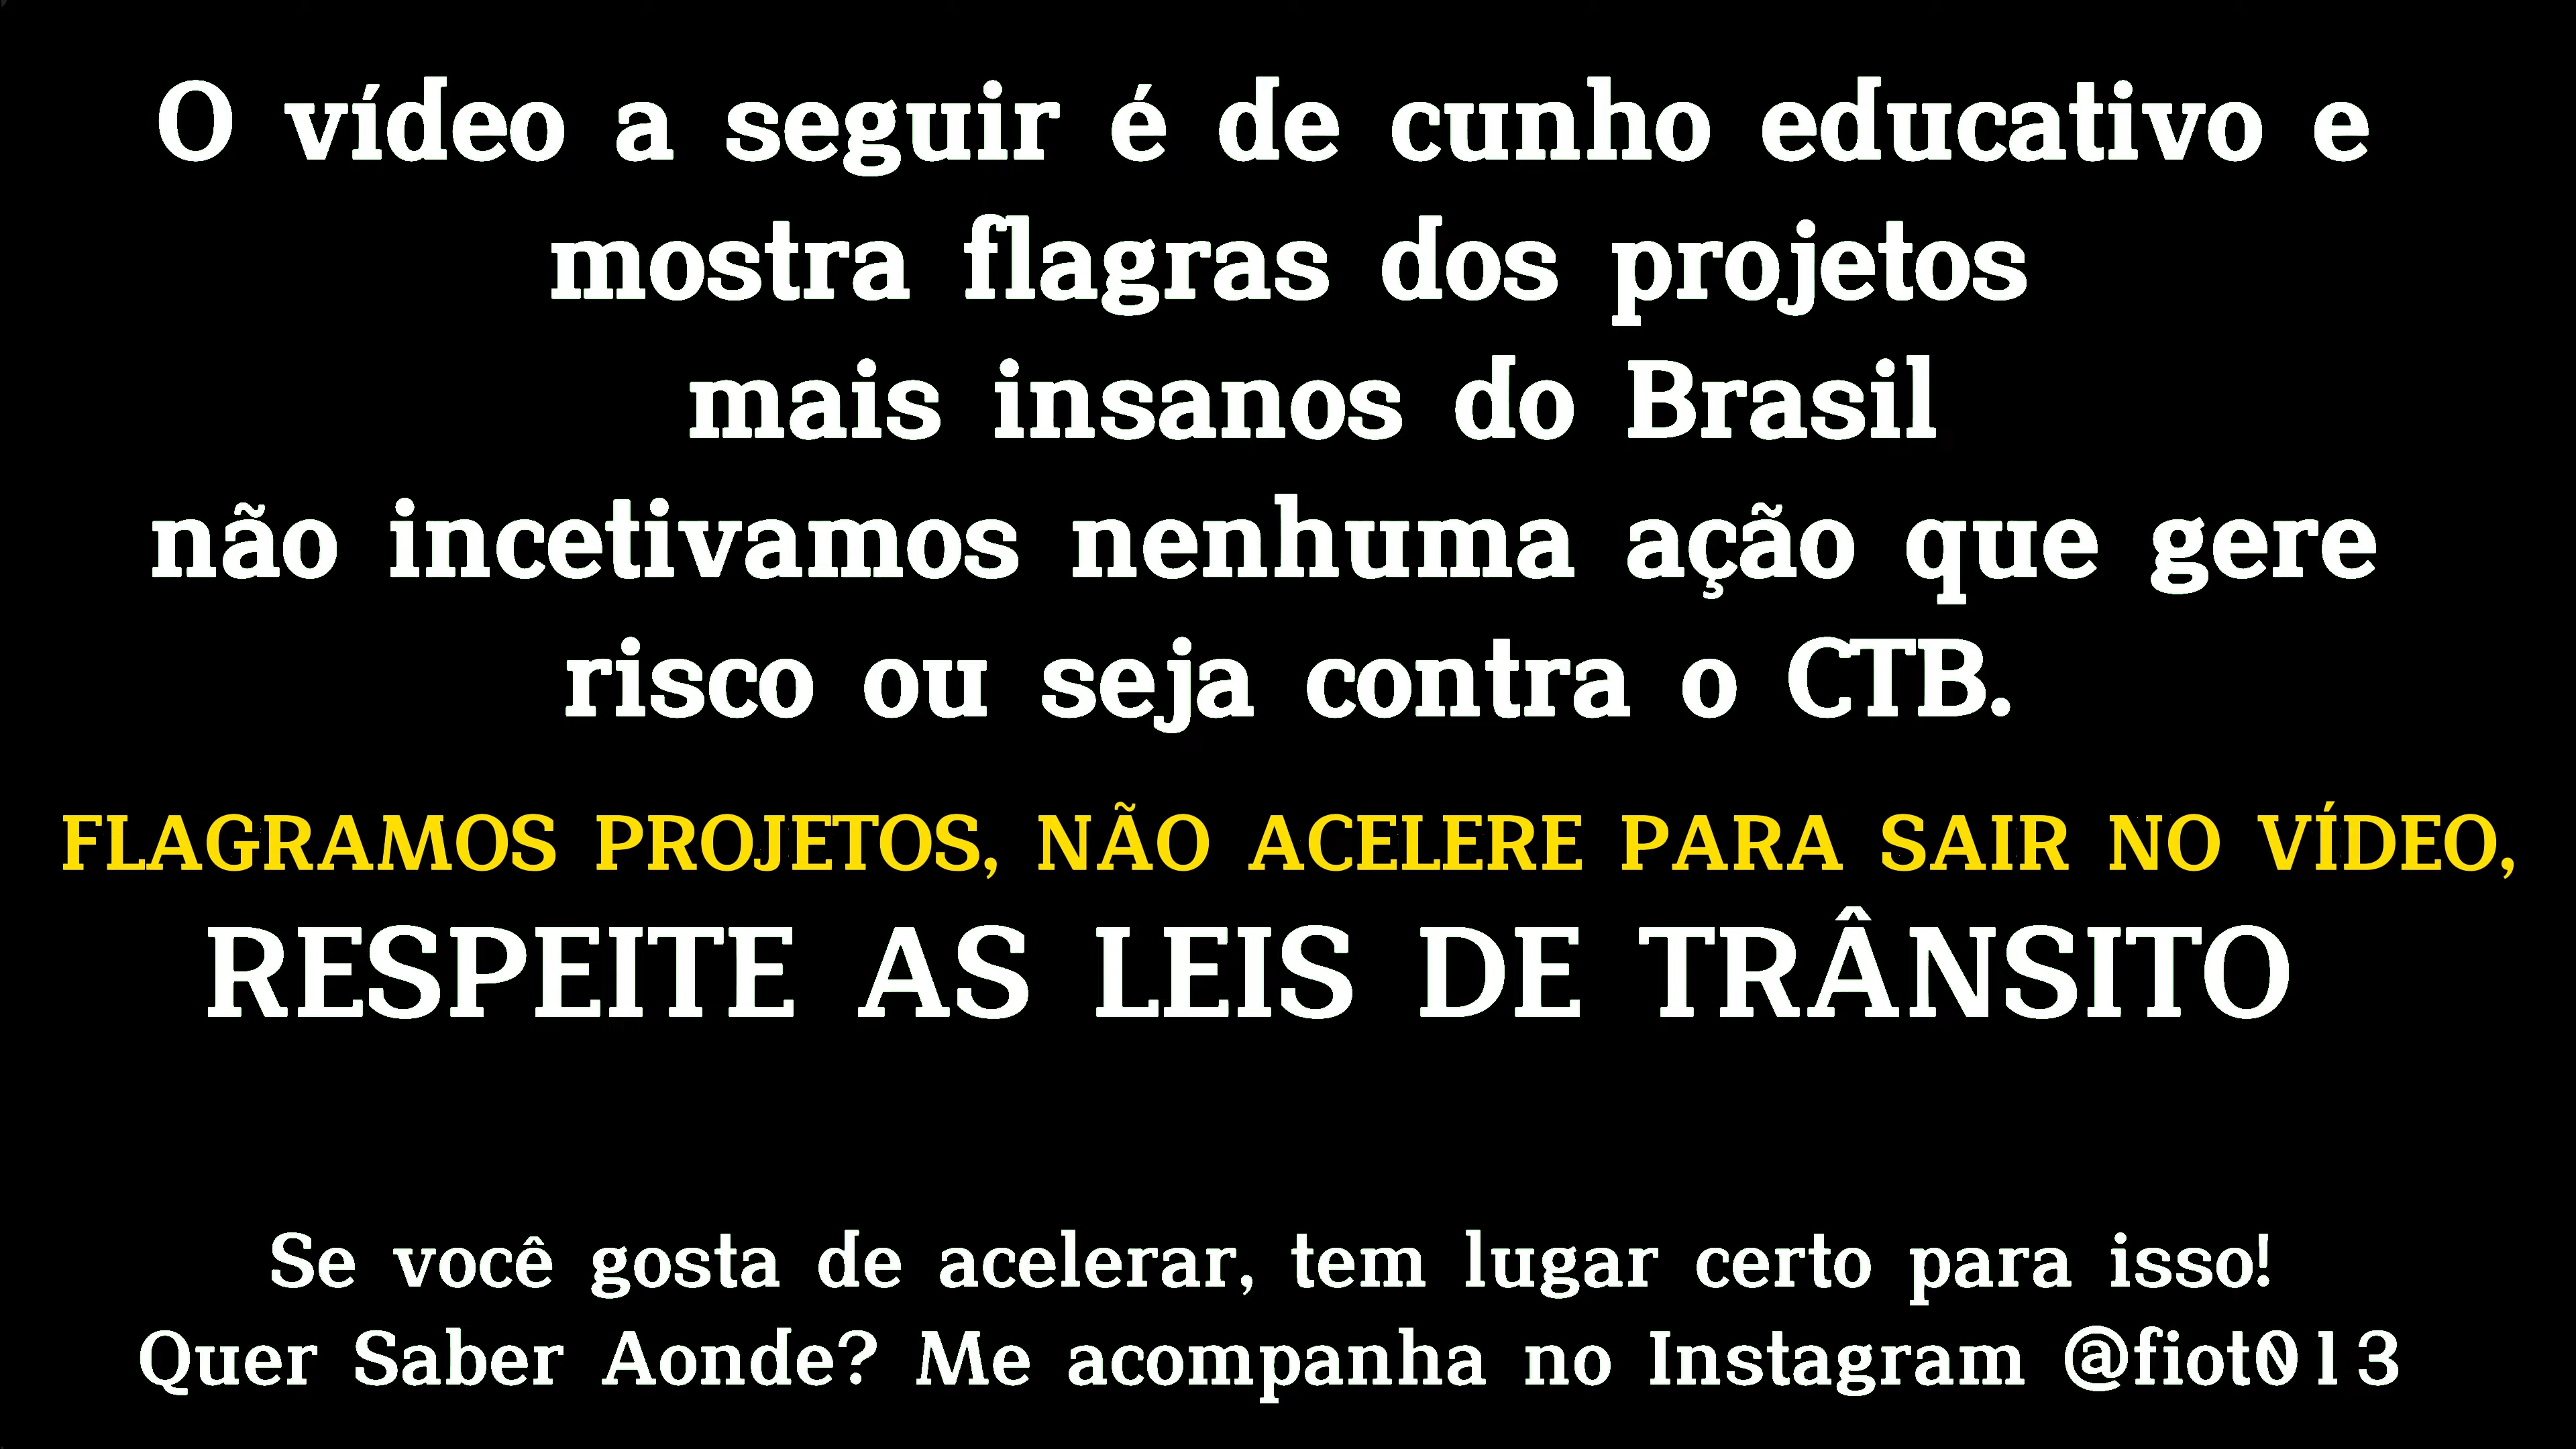 O vídeo a seguir é de cunho educativo e
mostra flagras dos projetos
mais insanos do Brasil
não incetivamos nenhuma ação que gere
risco ou seja contra o CTB.
FLAGRAMOS PROJETOS, NÃO ACELERE PARA SAIR NO VÍDEO,
RESPEITE AS LEIS DE TRÂNSITO
Se você gosta de acelerar, tem lugar certo para isso!
Quer Saber Aonde? Me acompanha no Instagram @fiot013